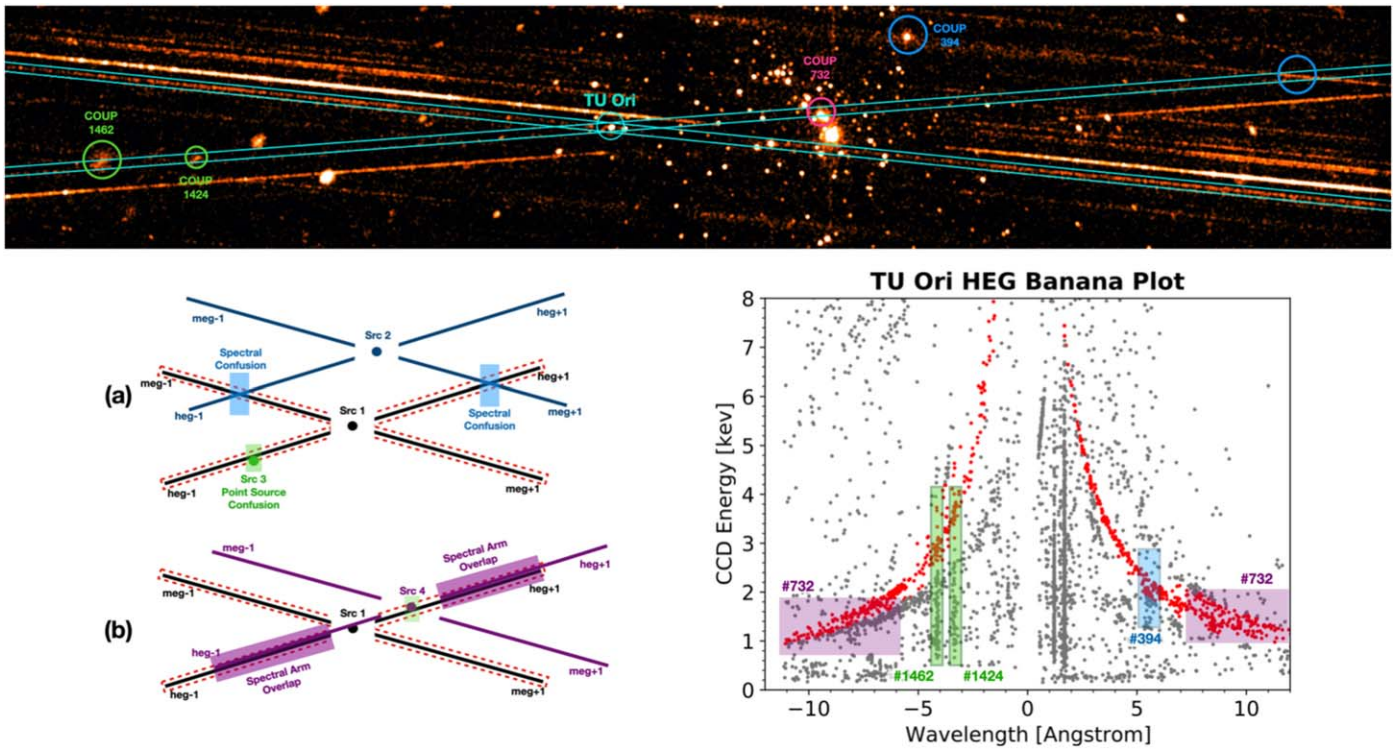 COUP
394
COUP
732
TU Ori
COUP
1462
COUP
1424
TU Ori HEG Banana Plot
(a)
meg-1
heg+1
Src 2
Spectral
Confusion
meg-1
heg+1
heg-1
meg+1
Src 1
Spectral
Confusion
heg-1
Src 3
Point Source
Confusion
meg+1
(b)
meg-1
Spectral Arm
Overlap
heg+1
meg-1
Src 4
heg+1
Src 1
heg-1
meg+1
heg-1
Spectral Arm
Overlap
meg+1
CCD Energy [kev]
8
7
6
5
4
3
2
1
0
#732
#732
#394
#1462
#1424
−10
−5
0
5
10
Wavelength [Angstrom]